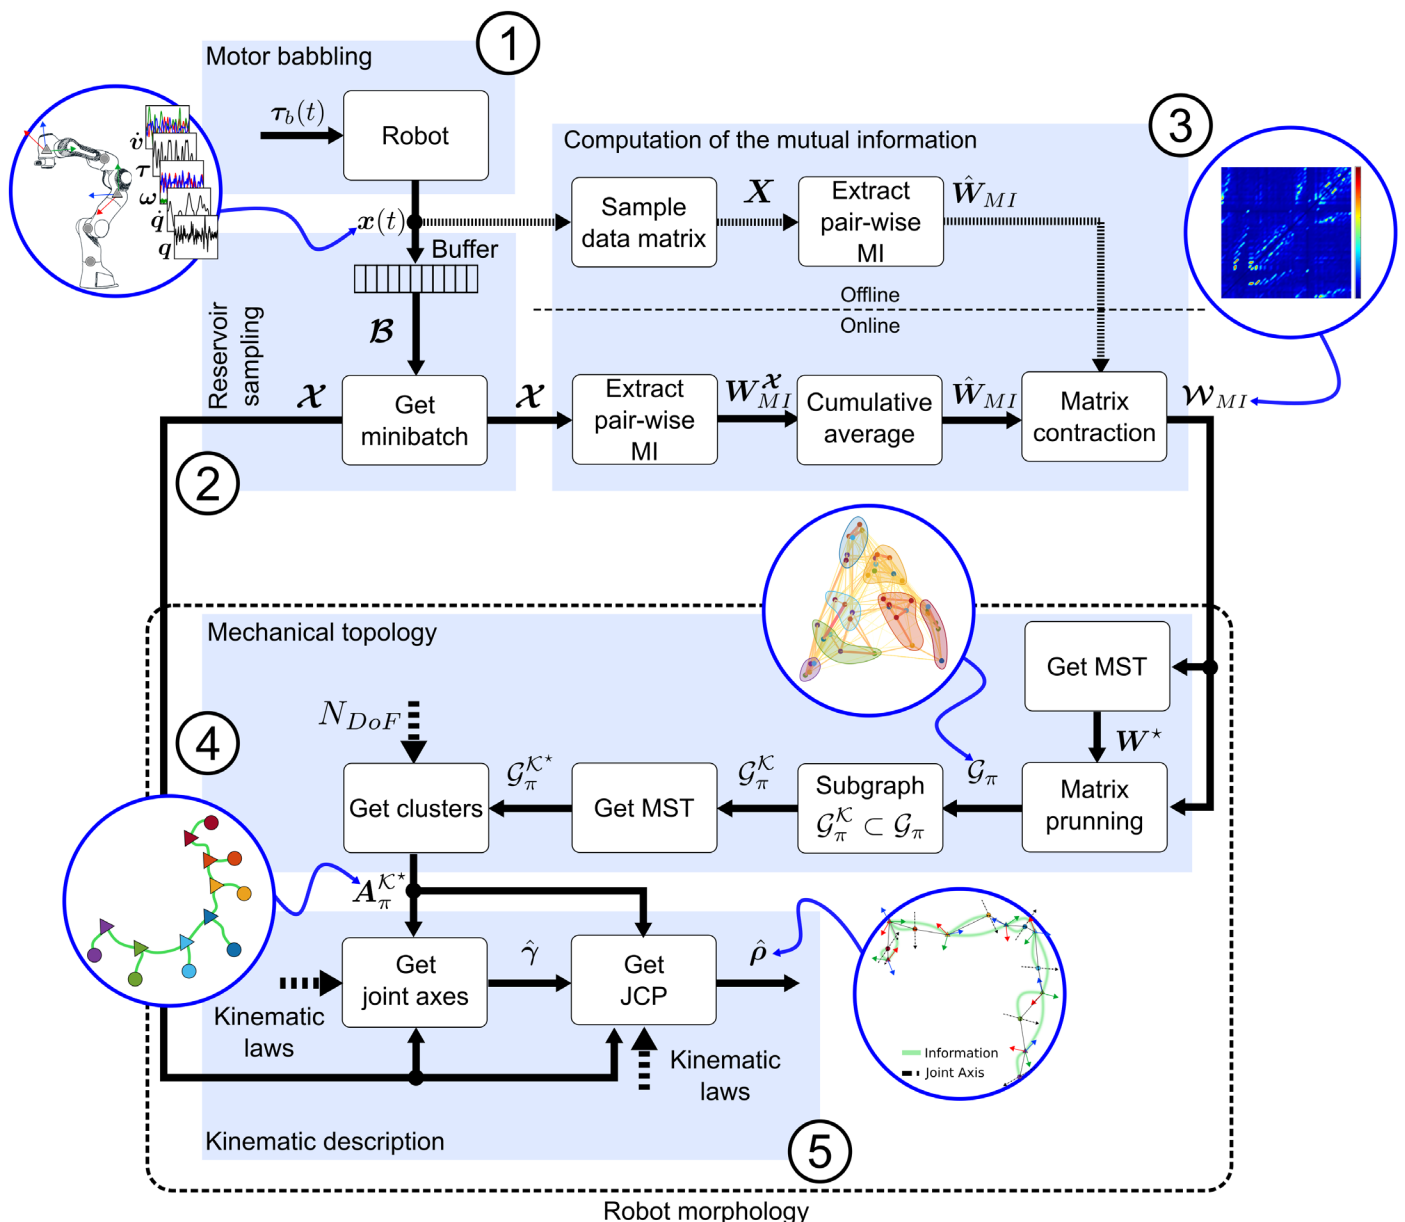 Motor babbling
1
τ_b(t)
Robot
v̇
τ
ω
q̇
q
x(t)
Buffer
B
Reservoir
sampling
X
Get
minibatch
X
2
Computation of the mutual information
3
Sample
data matrix
X
Extract
pair-wise
MI
Ŵ_MI
Offline
Online
Extract
pair-wise
MI
W^X_MI
Cumulative
average
Ŵ_MI
Matrix
contraction
W_MI
Mechanical topology
4
Get MST
W*
Matrix
prunning
G_π
Subgraph
G^K_π ⊂ G_π
G^K_π
Get MST
G^K*_π
N_DoF
Get clusters
A^K*_π
Get
joint axes
γ̂
Get
JCP
ρ̂
Kinematic
laws
Kinematic
laws
Information
Joint Axis
Kinematic description
5
Robot morphology